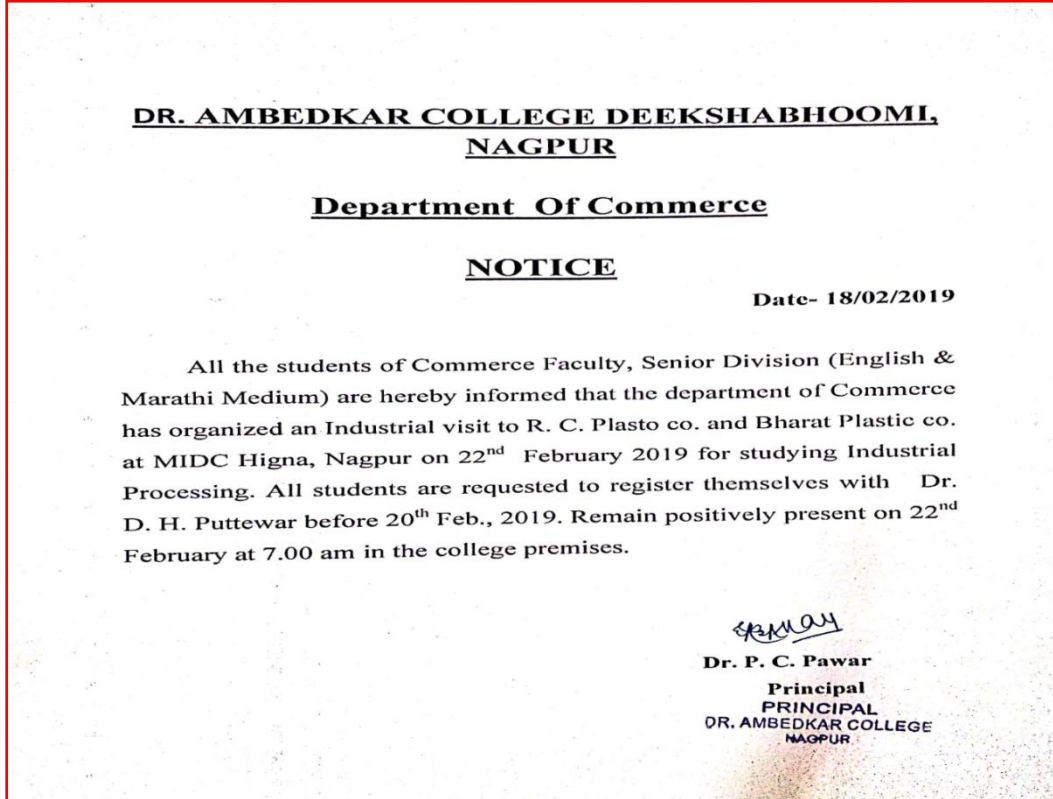 DR. AMBEDKAR COLLEGE DEEKSHABHOOMI,
NAGPUR
Department Of Commerce
NOTICE
Date- 18/02/2019
All the students of Commerce Faculty, Senior Division (English &
Marathi Medium) are hereby informed that the department of Commerce
has organized an Industrial visit to R. C. Plasto co. and Bharat Plastic co.
at MIDC Higna, Nagpur on 22nd February 2019 for studying Industrial
Processing. All students are requested to register themselves with Dr.
D. H. Puttewar before 20th Feb., 2019. Remain positively present on 22nd
February at 7.00 am in the college premises.
Dr. P. C. Pawar
Principal
PRINCIPAL
DR. AMBEDKAR COLLEGE
NAGPUR